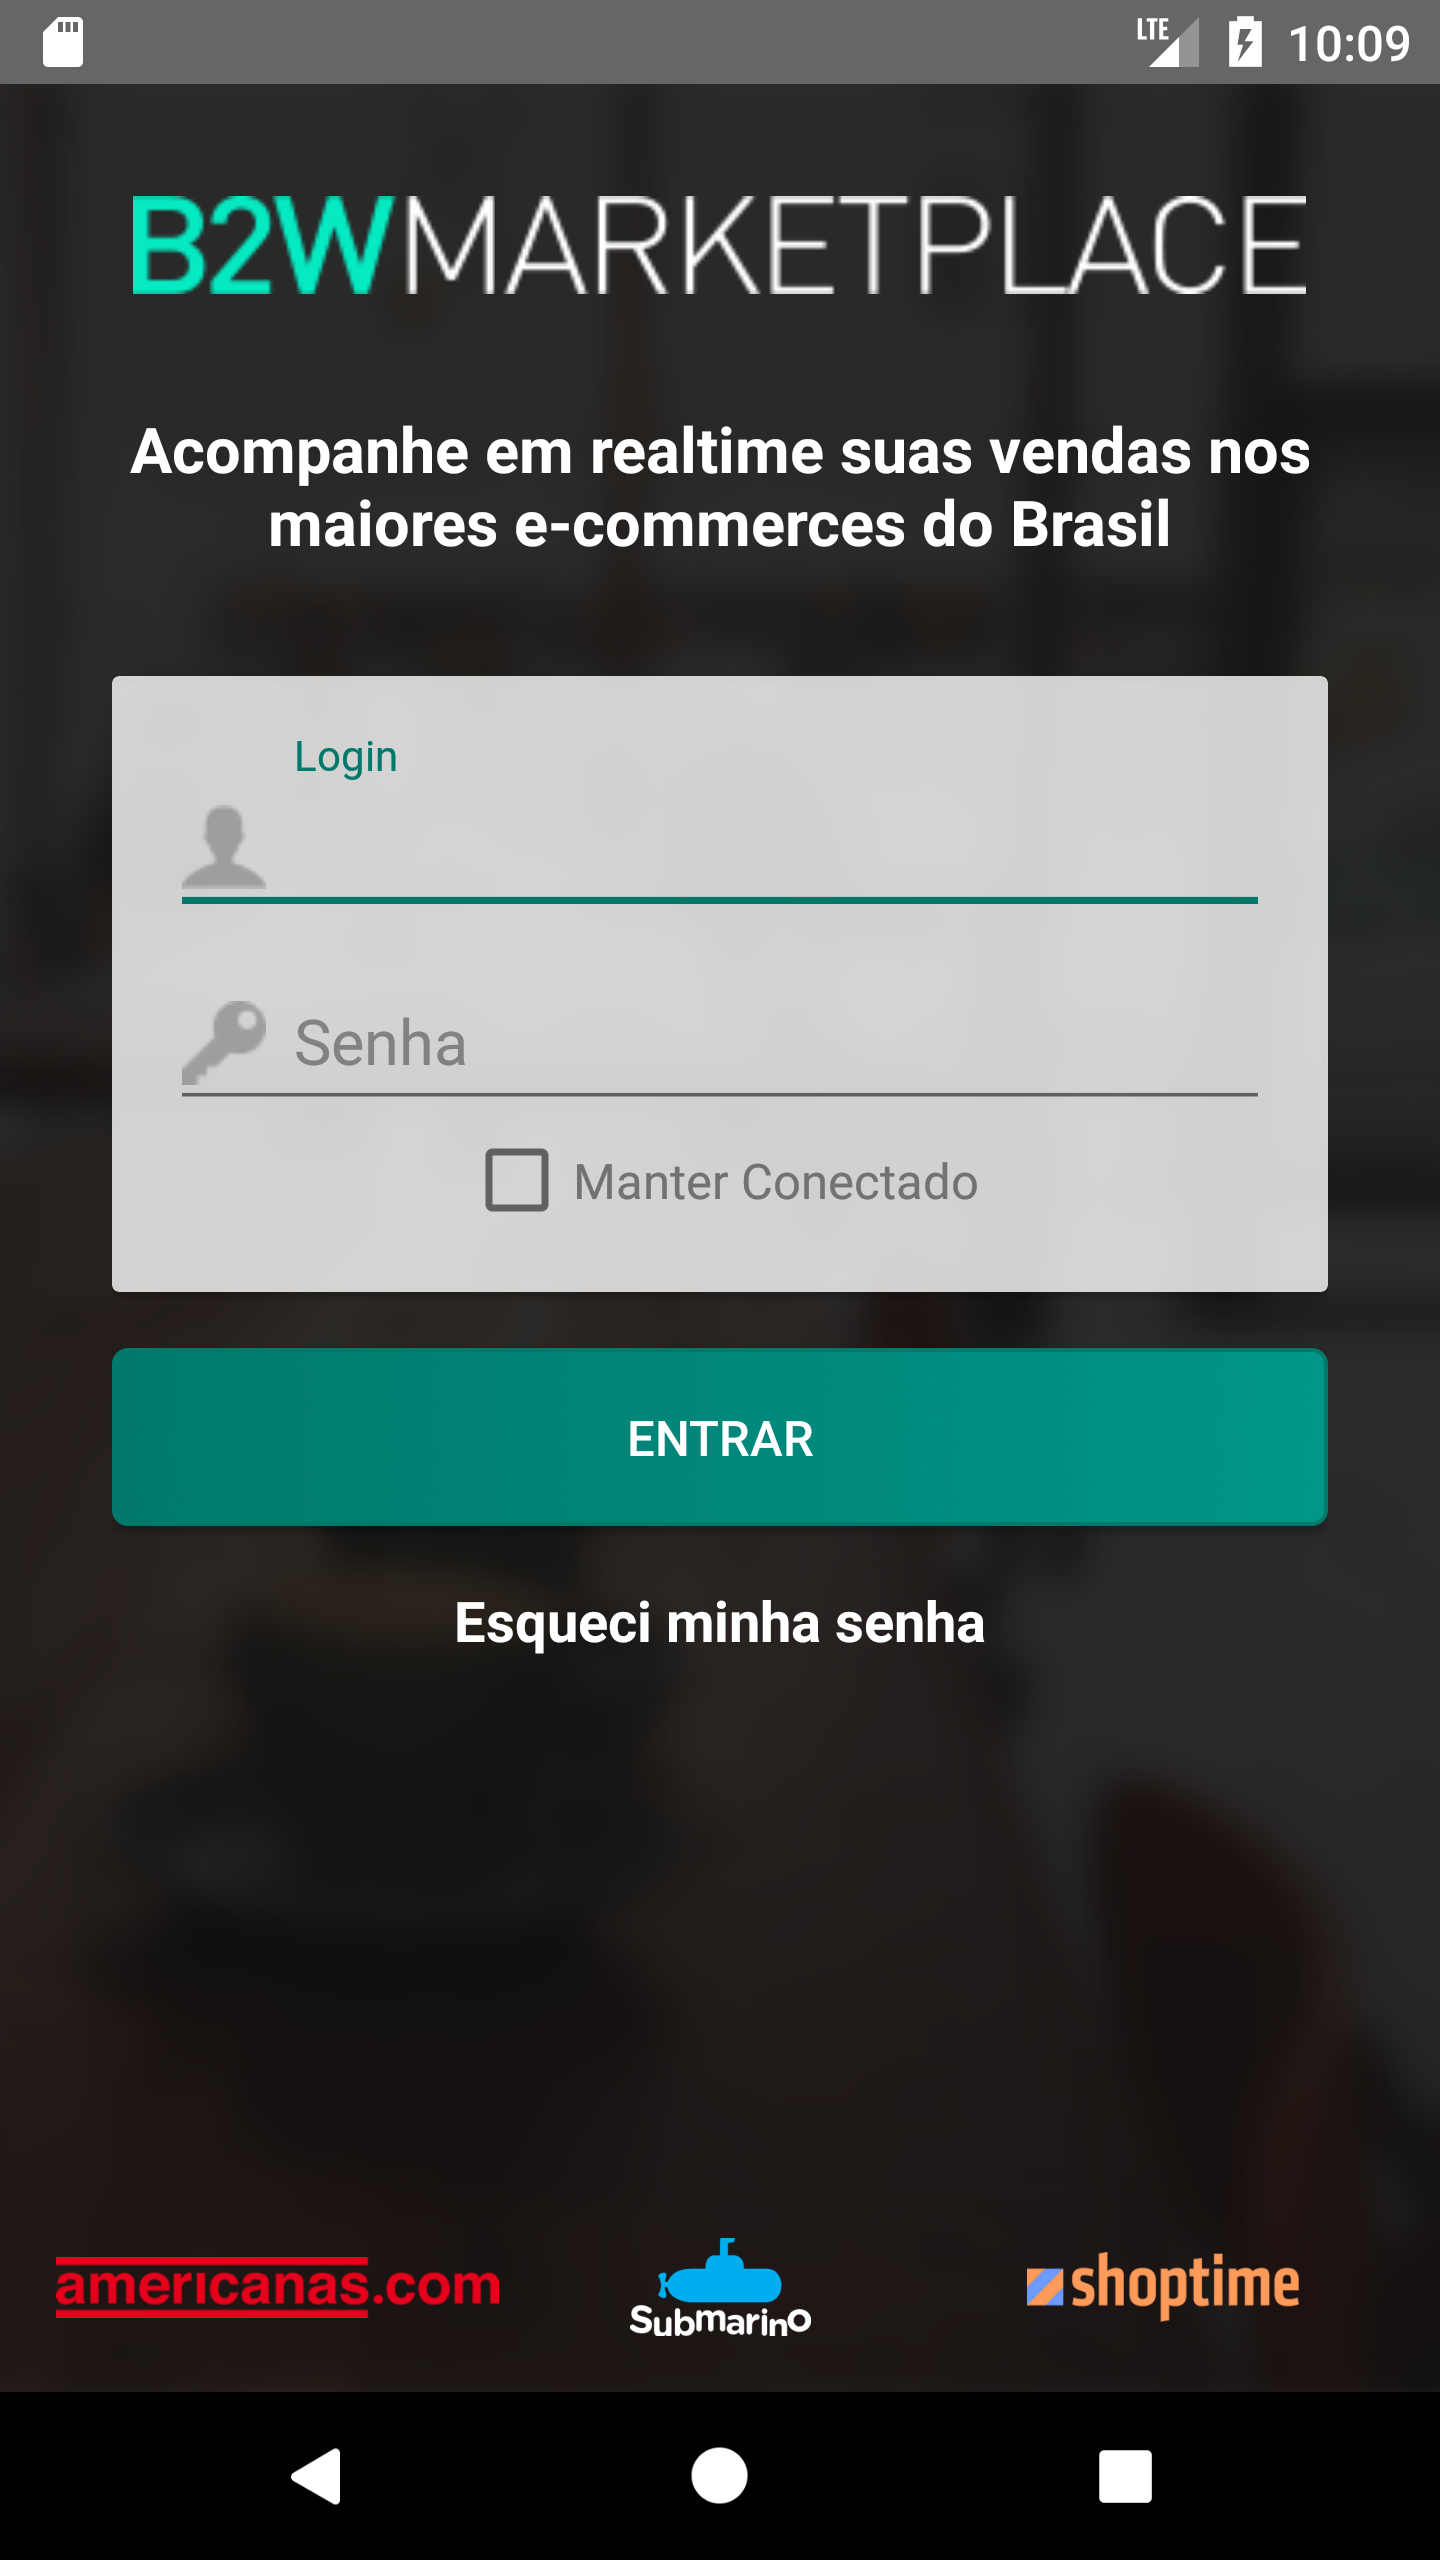 LTE 10:09
B2WMARKETPLACE
Acompanhe em realtime suas vendas nos
maiores e-commerces do Brasil
Login
Senha
Manter Conectado
ENTRAR
Esqueci minha senha
americanas.com Submarino shoptime